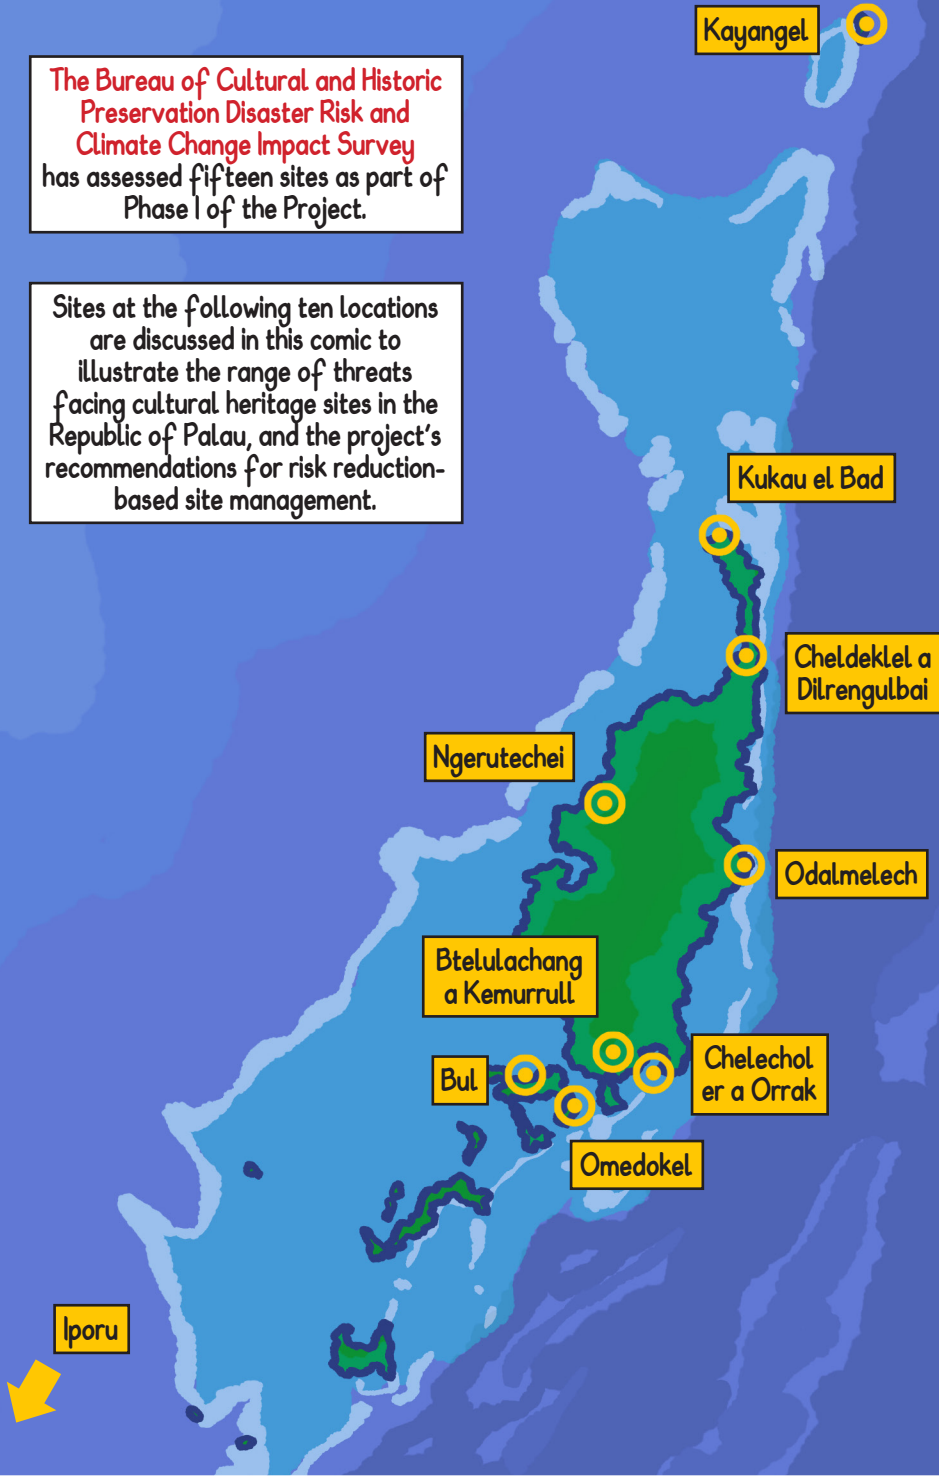 Kayangel
The Bureau of Cultural and Historic
Preservation Disaster Risk and
Climate Change Impact Survey
has assessed fifteen sites as part of
Phase 1 of the Project.
Sites at the following ten locations
are discussed in this comic to
illustrate the range of threats
facing cultural heritage sites in the
Republic of Palau, and the project's
recommendations for risk reduction-
based site management.
Kukau el Bad
Cheldeklel a
Dilrengulbai
Ngerutechei
Odalmelech
Btelulachang
a Kemurrull
Chelechol
er a Orrak
Bul
Omedokel
Iporu